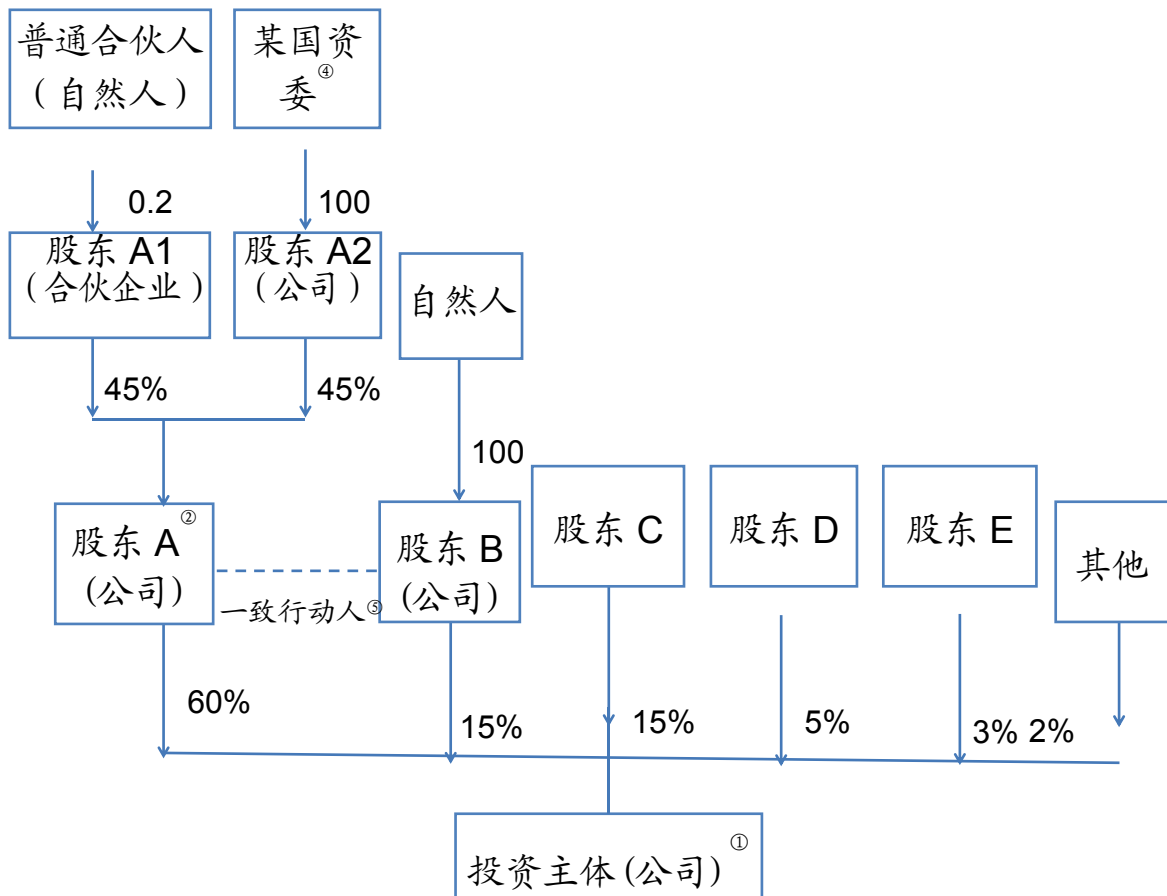 普通合伙人
（自然人）
某国资
委④
0.2
100
股东 A1
（合伙企业）
股东 A2
（公司）
自然人
45%
45%
100
股东 A②
(公司)
一致行动人⑤
股东 B
(公司)
股东 C
股东 D
股东 E
其他
60%
15%
15%
5%
3%
2%
投资主体(公司)①